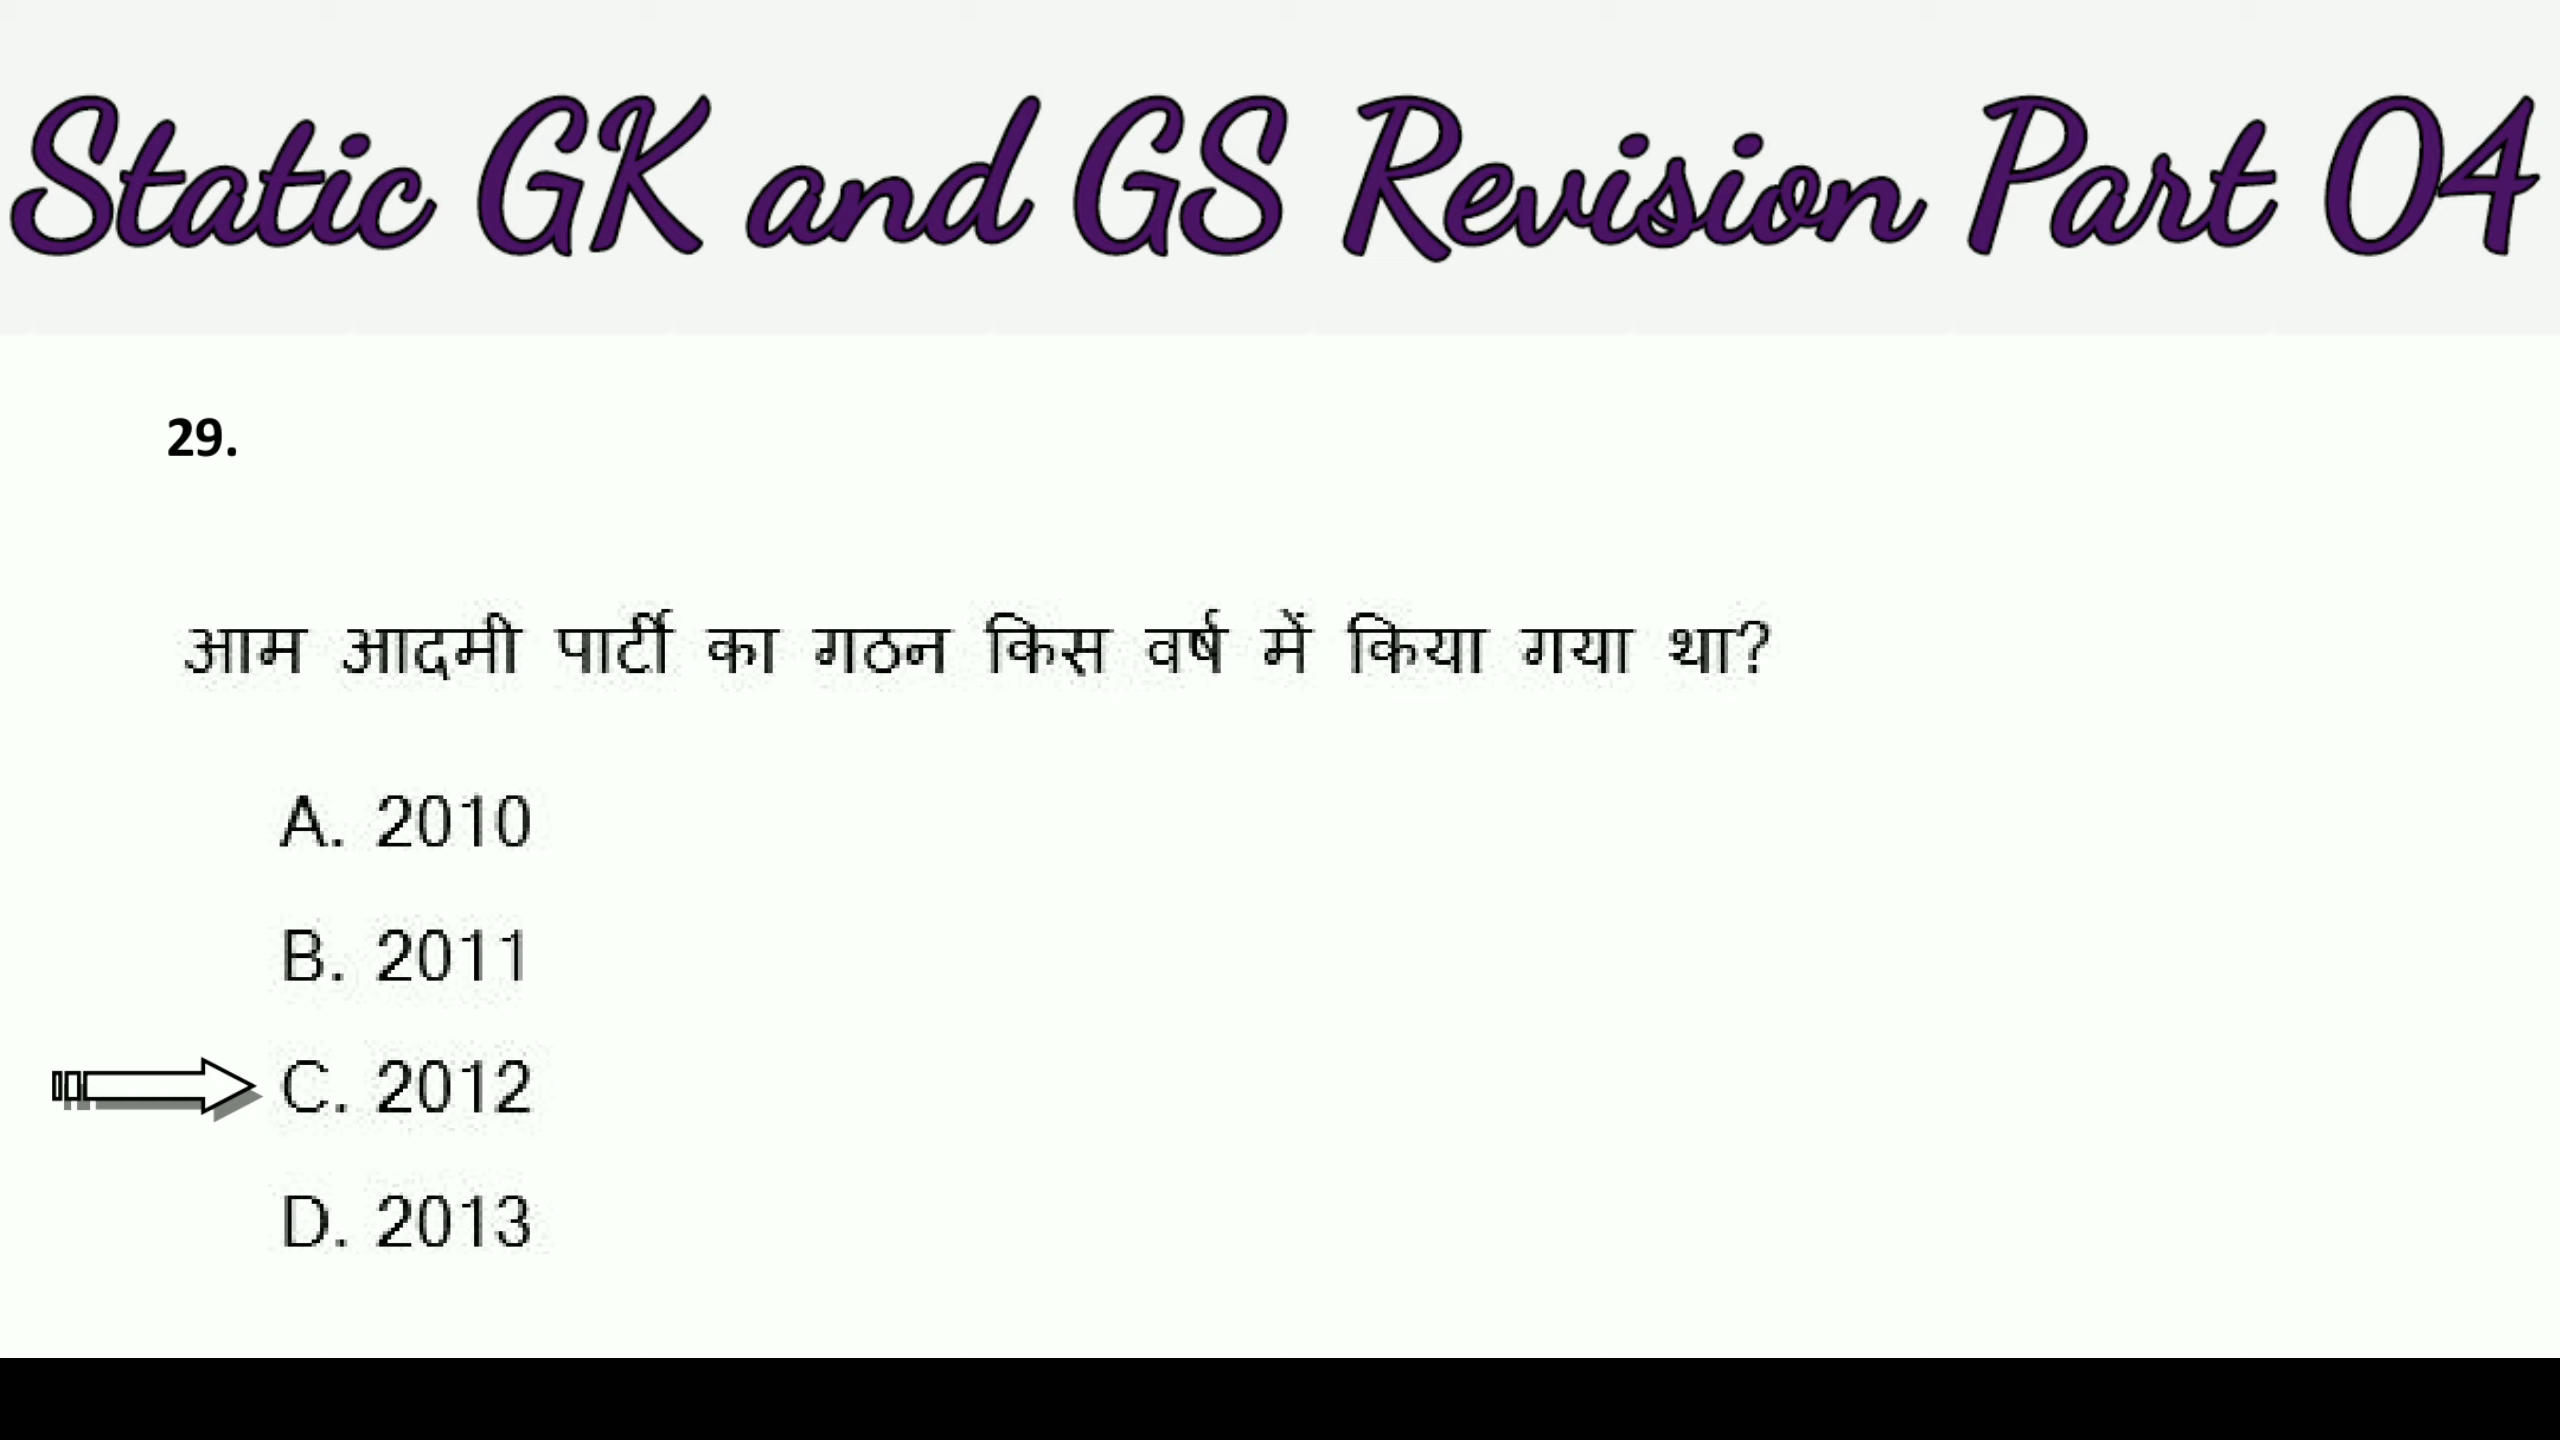 Static GK and GS Revision Part 04
29.
आम आदमी पार्टी का गठन किस वर्ष में किया गया था?
A. 2010
B. 2011
C. 2012
D. 2013